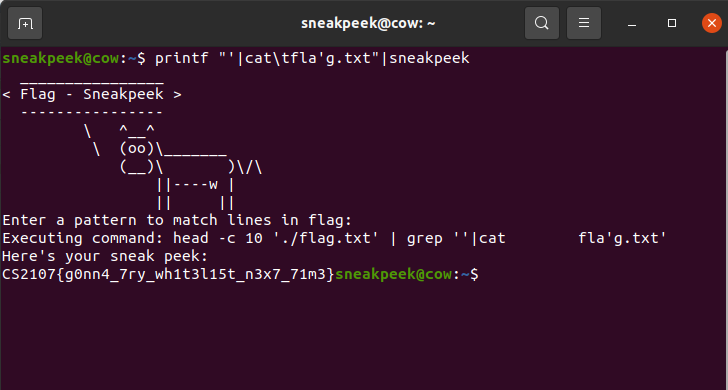 sneakpeek@cow: ~
sneakpeek@cow:~$ printf "'|cat\tfla'g.txt"|sneakpeek
  ________________
< Flag - Sneakpeek >
  ----------------
         \   ^__^
          \  (oo)\_______
             (__)\       )\/\
                 ||----w |
                 ||     ||
Enter a pattern to match lines in flag:
Executing command: head -c 10 './flag.txt' | grep ''|cat        fla'g.txt'
Here's your sneak peek:
CS2107{g0nn4_7ry_wh1t3l15t_n3x7_71m3}sneakpeek@cow:~$